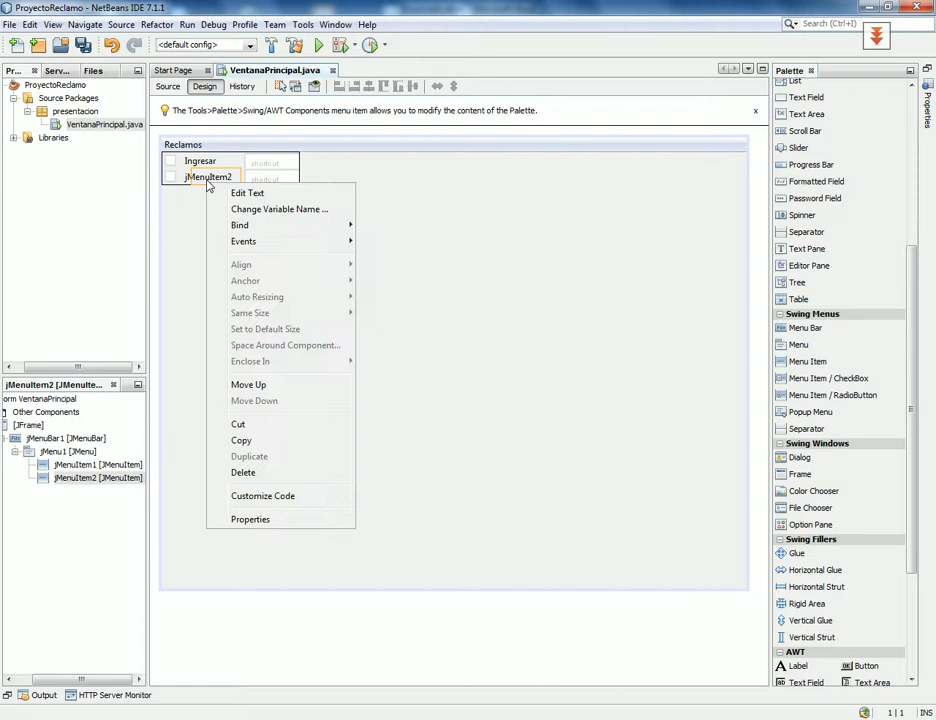 ProyectoReclamo - NetBeans IDE 7.1.1
File Edit View Navigate Source Refactor Run Debug Profile Team Tools Window Help
Search (Ctrl+I)
<default config>
Pr... Serv... Files
Start Page VentanaPrincipal.java
Palette
Properties
ProyectoReclamo
Source Packages
presentacion
VentanaPrincipal.java
Libraries
Source Design History
The Tools>Palette>Swing/AWT Components menu item allows you to modify the content of the Palette. x
Reclamos
Ingresar shortcut
jMenuItem2 shortcut
Edit Text
Change Variable Name ...
Bind
Events
Align
Anchor
Auto Resizing
Same Size
Set to Default Size
Space Around Component...
Enclose In
Move Up
Move Down
Cut
Copy
Duplicate
Delete
Customize Code
Properties
jMenuItem2 [JMenuIte...
orm VentanaPrincipal
Other Components
[JFrame]
jMenuBar1 [JMenuBar]
jMenu1 [JMenu]
jMenuItem1 [JMenuItem]
jMenuItem2 [JMenuItem]
List
Text Field
Text Area
Scroll Bar
Slider
Progress Bar
Formatted Field
Password Field
Spinner
Separator
Text Pane
Editor Pane
Tree
Table
Swing Menus
Menu Bar
Menu
Menu Item
Menu Item / CheckBox
Menu Item / RadioButton
Popup Menu
Separator
Swing Windows
Dialog
Frame
Color Chooser
File Chooser
Option Pane
Swing Fillers
Glue
Horizontal Glue
Horizontal Strut
Rigid Area
Vertical Glue
Vertical Strut
AWT
Label Button
Text Field Text Area
Output HTTP Server Monitor
1 | 1 INS